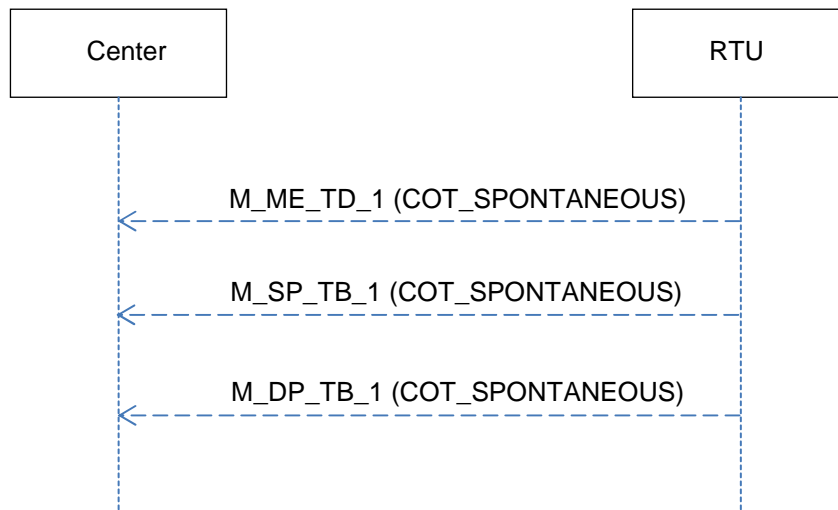 Center
RTU
M_ME_TD_1 (COT_SPONTANEOUS)
M_SP_TB_1 (COT_SPONTANEOUS)
M_DP_TB_1 (COT_SPONTANEOUS)